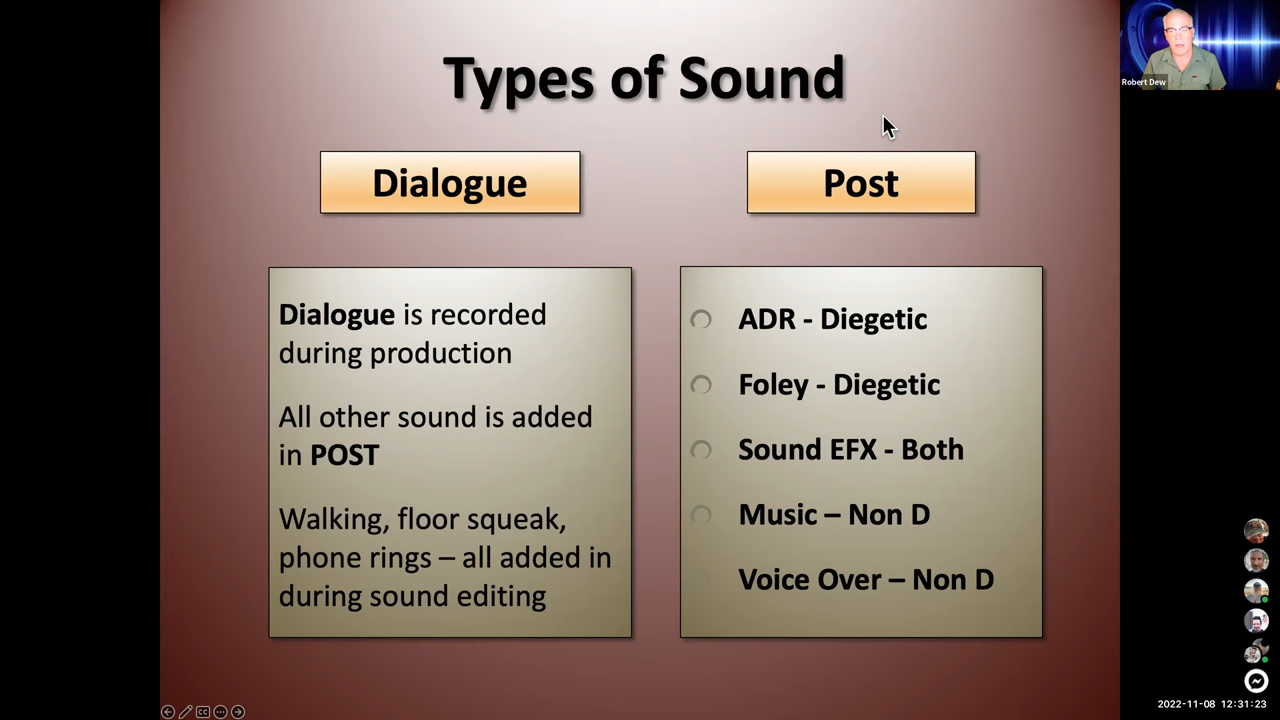 Types of Sound
Robert Dew
Dialogue
Post
Dialogue is recorded
during production
All other sound is added
in POST
Walking, floor squeak,
phone rings – all added in
during sound editing
ADR - Diegetic
Foley - Diegetic
Sound EFX - Both
Music – Non D
Voice Over – Non D
CC
2022-11-08 12:31:23